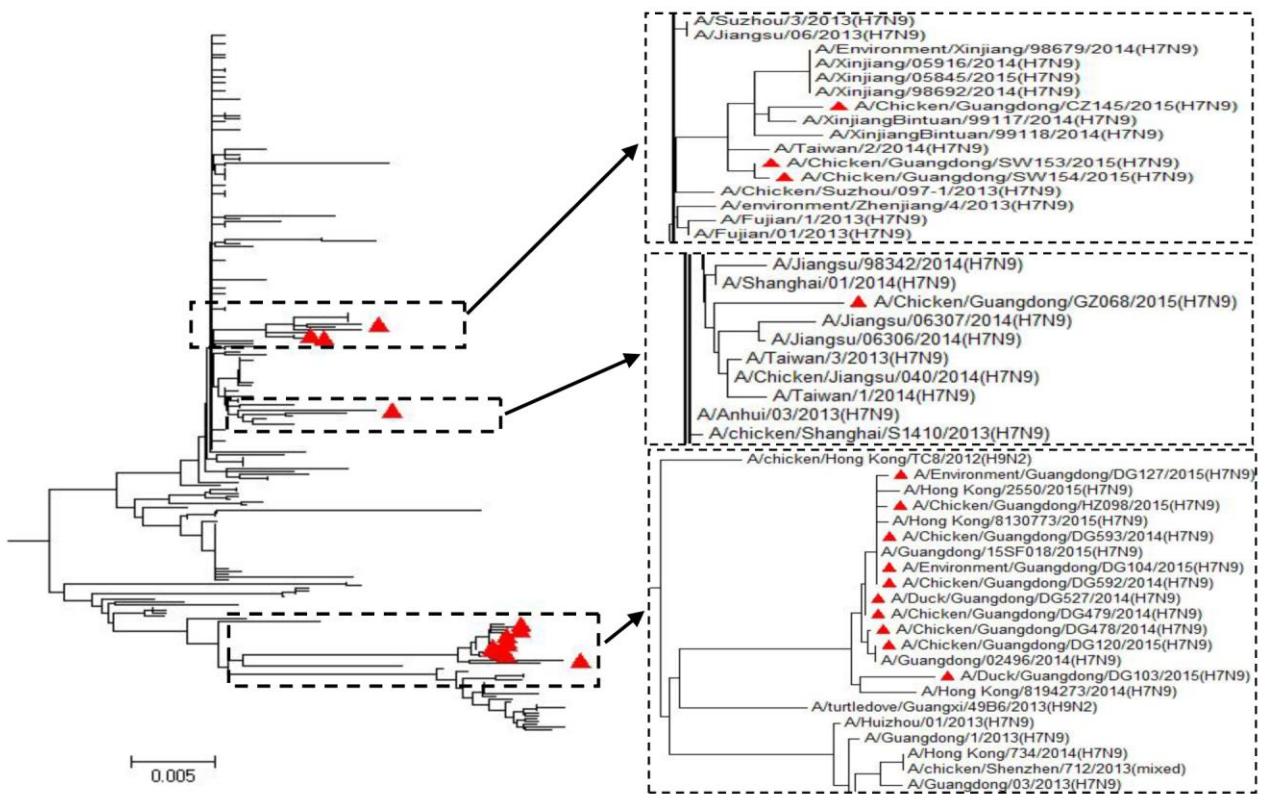 A/Suzhou/3/2013(H7N9)
A/Jiangsu/06/2013(H7N9)
A/Environment/Xinjiang/98679/2014(H7N9)
A/Xinjiang/05916/2014(H7N9)
A/Xinjiang/05845/2015(H7N9)
A/Xinjiang/98692/2014(H7N9)
A/Chicken/Guangdong/CZ145/2015(H7N9)
A/XinjiangBintuan/99117/2014(H7N9)
A/XinjiangBintuan/99118/2014(H7N9)
A/Taiwan/2/2014(H7N9)
A/Chicken/Guangdong/SW153/2015(H7N9)
A/Chicken/Guangdong/SW154/2015(H7N9)
A/Chicken/Suzhou/097-1/2013(H7N9)
A/environment/Zhenjiang/4/2013(H7N9)
A/Fujian/1/2013(H7N9)
A/Fujian/01/2013(H7N9)
A/Jiangsu/98342/2014(H7N9)
A/Shanghai/01/2014(H7N9)
A/Chicken/Guangdong/GZ068/2015(H7N9)
A/Jiangsu/06307/2014(H7N9)
A/Jiangsu/06306/2014(H7N9)
A/Taiwan/3/2013(H7N9)
A/Chicken/Jiangsu/040/2014(H7N9)
A/Taiwan/1/2014(H7N9)
A/Anhui/03/2013(H7N9)
A/chicken/Shanghai/S1410/2013(H7N9)
A/chicken/Hong Kong/TC8/2012(H9N2)
A/Environment/Guangdong/DG127/2015(H7N9)
A/Hong Kong/2550/2015(H7N9)
A/Chicken/Guangdong/HZ098/2015(H7N9)
A/Hong Kong/8130773/2015(H7N9)
A/Chicken/Guangdong/DG593/2014(H7N9)
A/Guangdong/15SF018/2015(H7N9)
A/Environment/Guangdong/DG104/2015(H7N9)
A/Chicken/Guangdong/DG592/2014(H7N9)
A/Duck/Guangdong/DG527/2014(H7N9)
A/Chicken/Guangdong/DG479/2014(H7N9)
A/Chicken/Guangdong/DG478/2014(H7N9)
A/Chicken/Guangdong/DG120/2015(H7N9)
A/Guangdong/02496/2014(H7N9)
A/Duck/Guangdong/DG103/2015(H7N9)
A/Hong Kong/8194273/2014(H7N9)
A/turtledove/Guangxi/49B6/2013(H9N2)
A/Huizhou/01/2013(H7N9)
A/Guangdong/1/2013(H7N9)
A/Hong Kong/734/2014(H7N9)
A/chicken/Shenzhen/712/2013(mixed)
A/Guangdong/03/2013(H7N9)
0.005